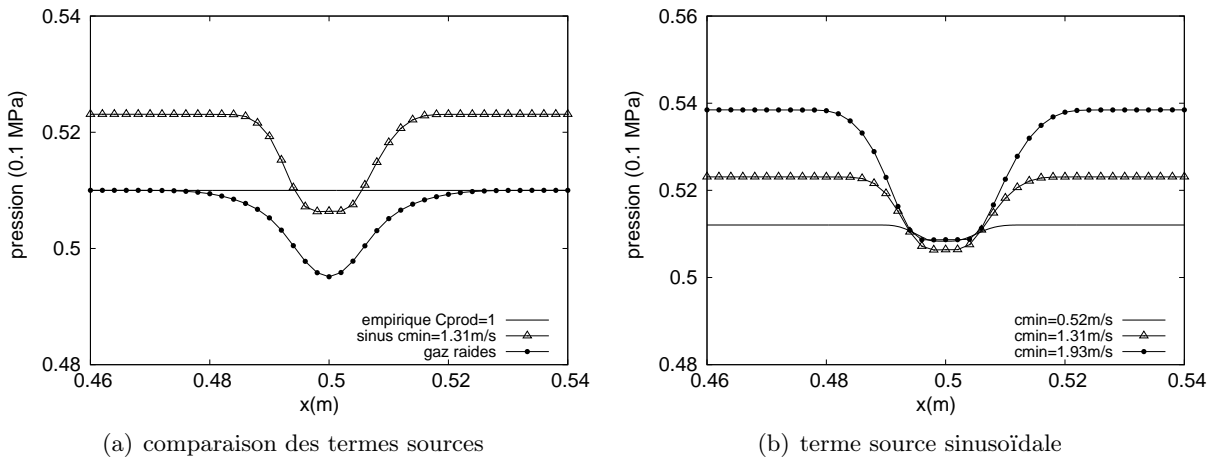 0.54
0.52
0.5
0.48
0.46
0.48
0.5
0.52
0.54
pression (0.1 MPa)
x(m)
empirique Cprod=1
sinus cmin=1.31m/s
gaz raides
(a) comparaison des termes sources
0.56
0.54
0.52
0.5
0.48
0.46
0.48
0.5
0.52
0.54
pression (0.1 MPa)
x(m)
cmin=0.52m/s
cmin=1.31m/s
cmin=1.93m/s
(b) terme source sinusoïdale